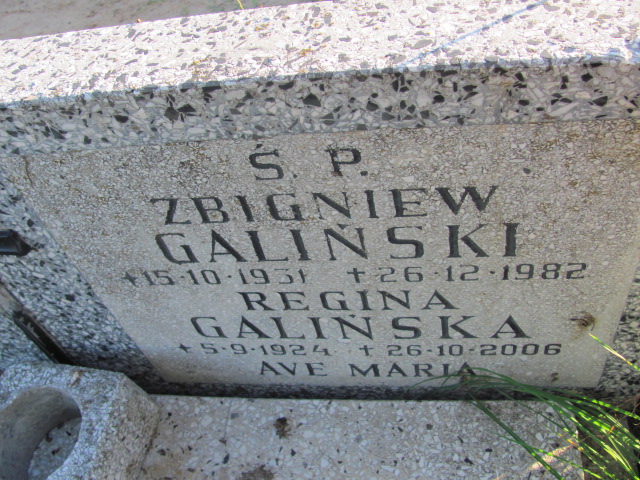 Ś. P.
ZBIGNIEW
GALIŃSKI
+15·10·1931 +26·12·1982
REGINA
GALIŃSKA
+5·9·1924 +26·10·2006
AVE MARIA